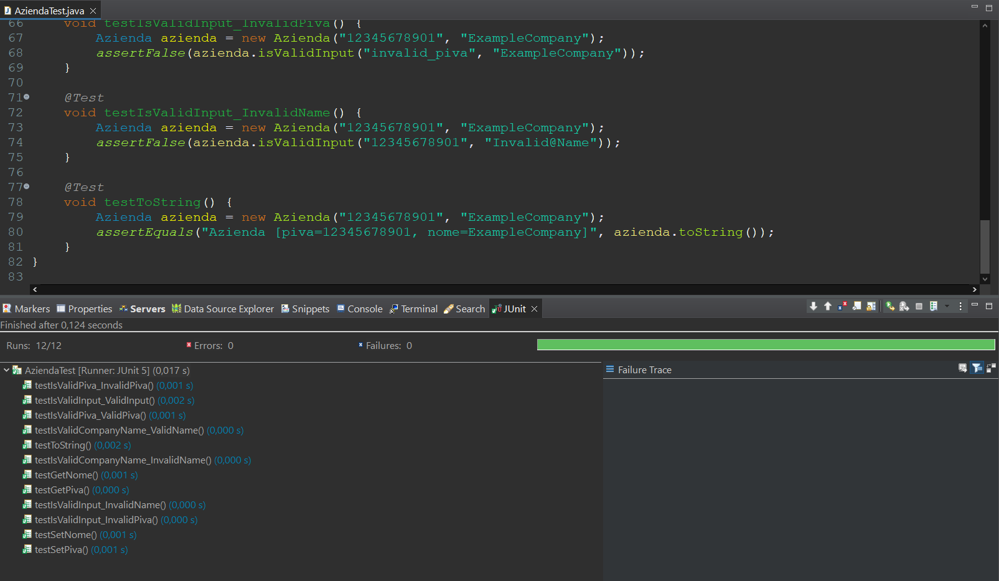 AziendaTest.java
66 void testIsValidInput_InvalidPiva() {
67 Azienda azienda = new Azienda("12345678901", "ExampleCompany");
68 assertFalse(azienda.isValidInput("invalid_piva", "ExampleCompany"));
69 }
70
71 @Test
72 void testIsValidInput_InvalidName() {
73 Azienda azienda = new Azienda("12345678901", "ExampleCompany");
74 assertFalse(azienda.isValidInput("12345678901", "Invalid@Name"));
75 }
76
77 @Test
78 void testToString() {
79 Azienda azienda = new Azienda("12345678901", "ExampleCompany");
80 assertEquals("Azienda [piva=12345678901, nome=ExampleCompany]", azienda.toString());
81 }
82 }
83
Markers Properties Servers Data Source Explorer Snippets Console Terminal Search JUnit
Finished after 0,124 seconds
Runs: 12/12 Errors: 0 Failures: 0
AziendaTest [Runner: JUnit 5] (0,017 s)
Failure Trace
testIsValidPiva_InvalidPiva() (0,001 s)
testIsValidInput_ValidInput() (0,002 s)
testIsValidPiva_ValidPiva() (0,001 s)
testIsValidCompanyName_ValidName() (0,000 s)
testToString() (0,002 s)
testIsValidCompanyName_InvalidName() (0,000 s)
testGetNome() (0,001 s)
testGetPiva() (0,000 s)
testIsValidInput_InvalidName() (0,000 s)
testIsValidInput_InvalidPiva() (0,000 s)
testSetNome() (0,001 s)
testSetPiva() (0,001 s)